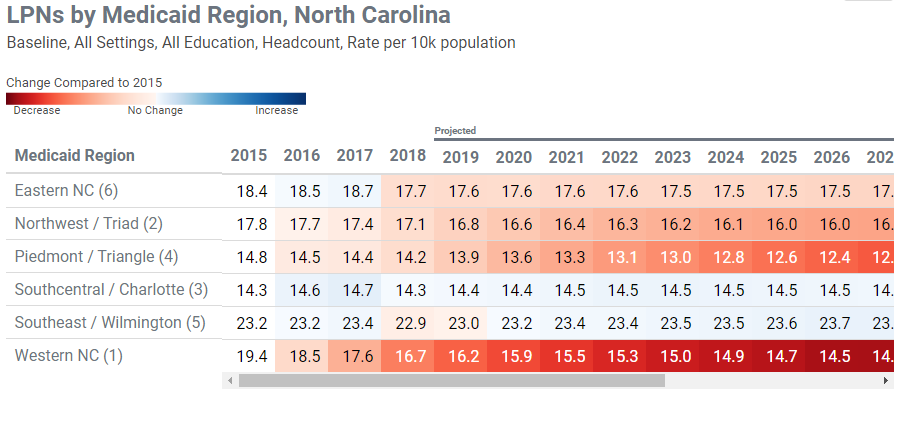 LPNs by Medicaid Region, North Carolina
Baseline, All Settings, All Education, Headcount, Rate per 10k population
Change Compared to 2015
Decrease No Change Increase
Projected
Medicaid Region 2015 2016 2017 2018 2019 2020 2021 2022 2023 2024 2025 2026 202
Eastern NC (6) 18.4 18.5 18.7 17.7 17.6 17.6 17.6 17.6 17.5 17.5 17.5 17.5 17.
Northwest / Triad (2) 17.8 17.7 17.4 17.1 16.8 16.6 16.4 16.3 16.2 16.1 16.0 16.0 16.
Piedmont / Triangle (4) 14.8 14.5 14.4 14.2 13.9 13.6 13.3 13.1 13.0 12.8 12.6 12.4 12.
Southcentral / Charlotte (3) 14.3 14.6 14.7 14.3 14.4 14.4 14.5 14.5 14.5 14.5 14.5 14.5 14.
Southeast / Wilmington (5) 23.2 23.2 23.4 22.9 23.0 23.2 23.4 23.4 23.5 23.5 23.6 23.7 23.
Western NC (1) 19.4 18.5 17.6 16.7 16.2 15.9 15.5 15.3 15.0 14.9 14.7 14.5 14.